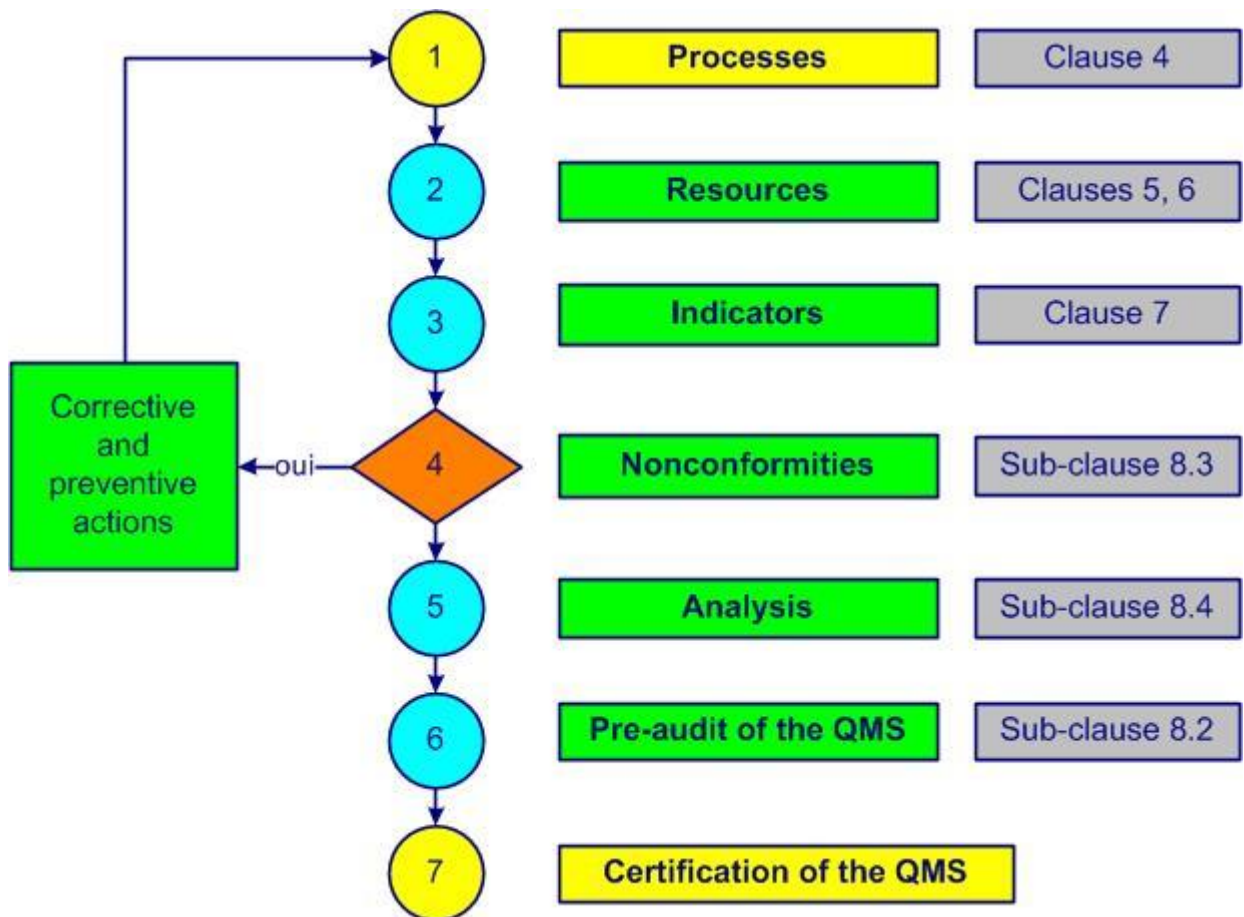 1
Processes
Clause 4
2
Resources
Clauses 5, 6
3
Indicators
Clause 7
Corrective
and
preventive
actions
oui
4
Nonconformities
Sub-clause 8.3
5
Analysis
Sub-clause 8.4
6
Pre-audit of the QMS
Sub-clause 8.2
7
Certification of the QMS